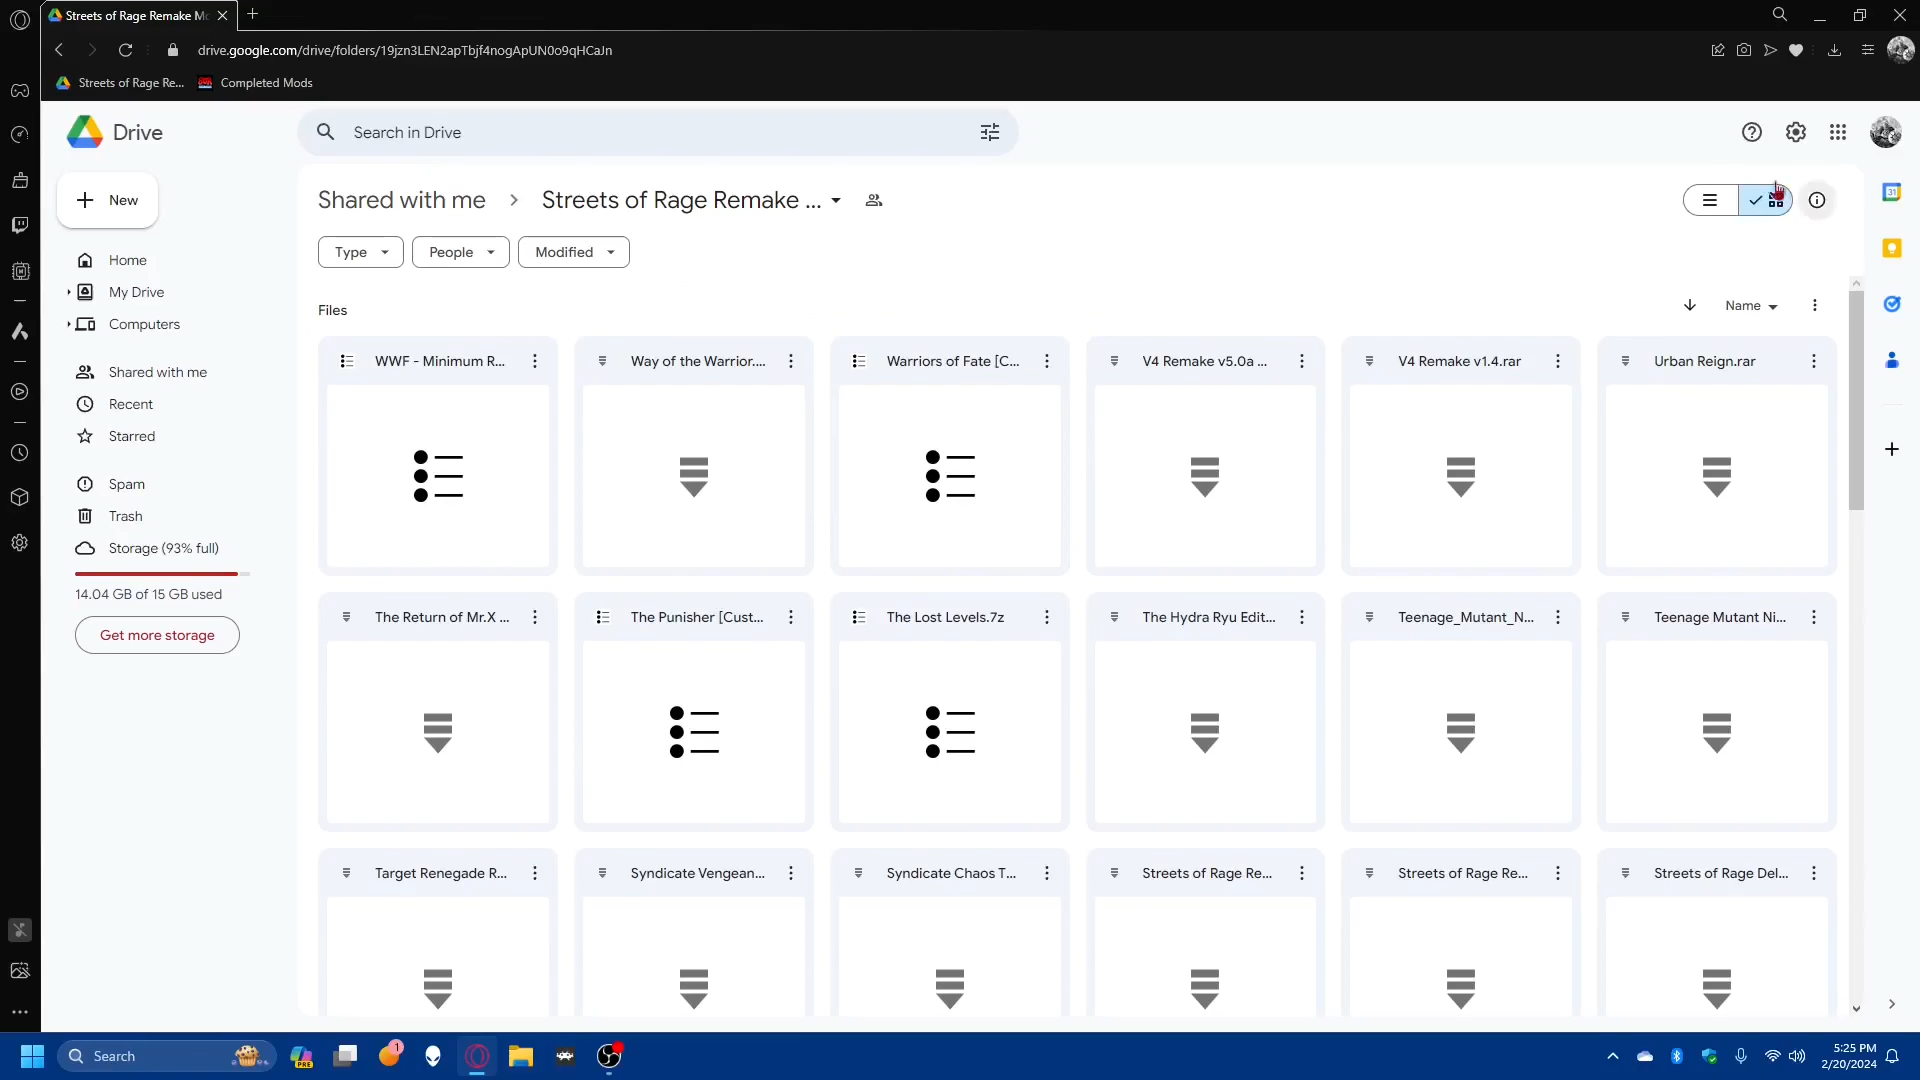 Streets of Rage Remake Mo
drive.google.com/drive/folders/19jzn3LEN2apTbjf4nogApUN0o9qHCaJn
Streets of Rage Re...
Completed Mods
Drive
Search in Drive
New
Shared with me
Streets of Rage Remake ...
Type
People
Modified
Home
My Drive
Computers
Shared with me
Recent
Starred
Spam
Trash
Storage (93% full)
14.04 GB of 15 GB used
Get more storage
Files
Name
31
WWF - Minimum R...
Way of the Warrior....
Warriors of Fate [C...
V4 Remake v5.0a ...
V4 Remake v1.4.rar
Urban Reign.rar
The Return of Mr.X ...
The Punisher [Cust...
The Lost Levels.7z
The Hydra Ryu Edit...
Teenage_Mutant_N...
Teenage Mutant Ni...
Target Renegade R...
Syndicate Vengean...
Syndicate Chaos T...
Streets of Rage Re...
Streets of Rage Re...
Streets of Rage Del...
Search
PRE
1
5:25 PM
2/20/2024